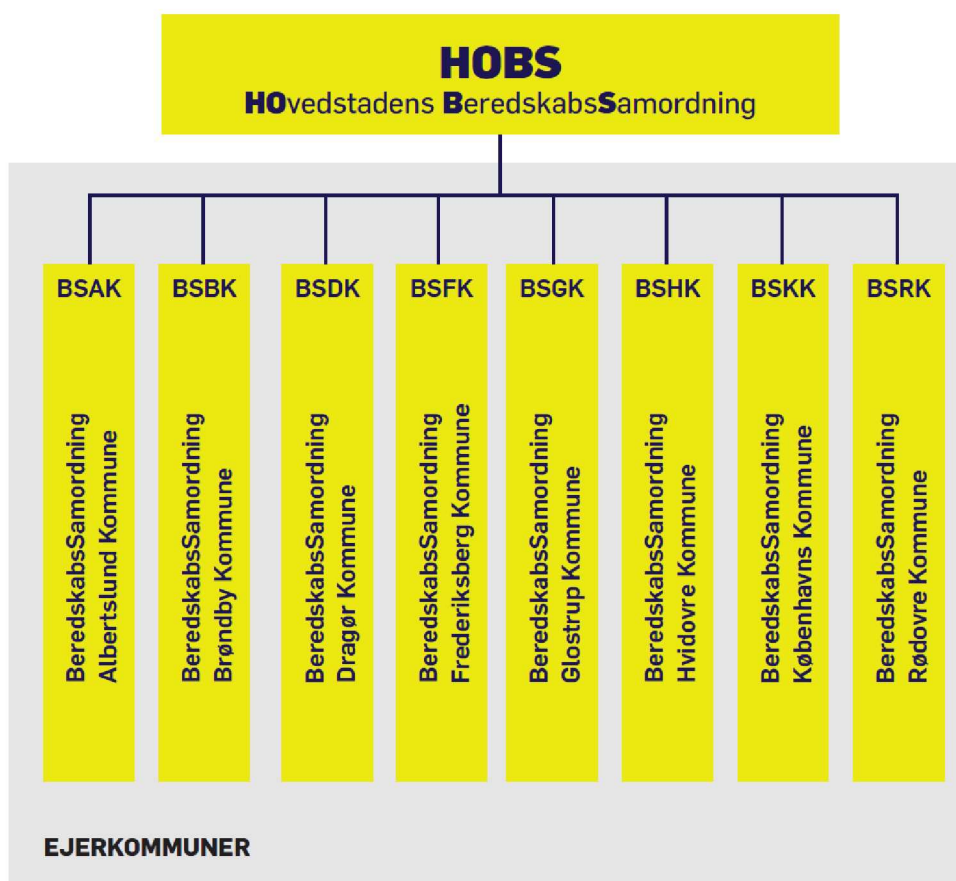 HOBS
HOvedstadens BeredskabsSamordning
BSAK
BeredskabsSamordning
Albertslund Kommune
BSBK
BeredskabsSamordning
Brøndby Kommune
BSDK
BeredskabsSamordning
Dragør Kommune
BSFK
BeredskabsSamordning
Frederiksberg Kommune
BSGK
BeredskabsSamordning
Glostrup Kommune
BSHK
BeredskabsSamordning
Hvidovre Kommune
BSKK
BeredskabsSamordning
Københavns Kommune
BSRK
BeredskabsSamordning
Rødovre Kommune
EJERKOMMUNER